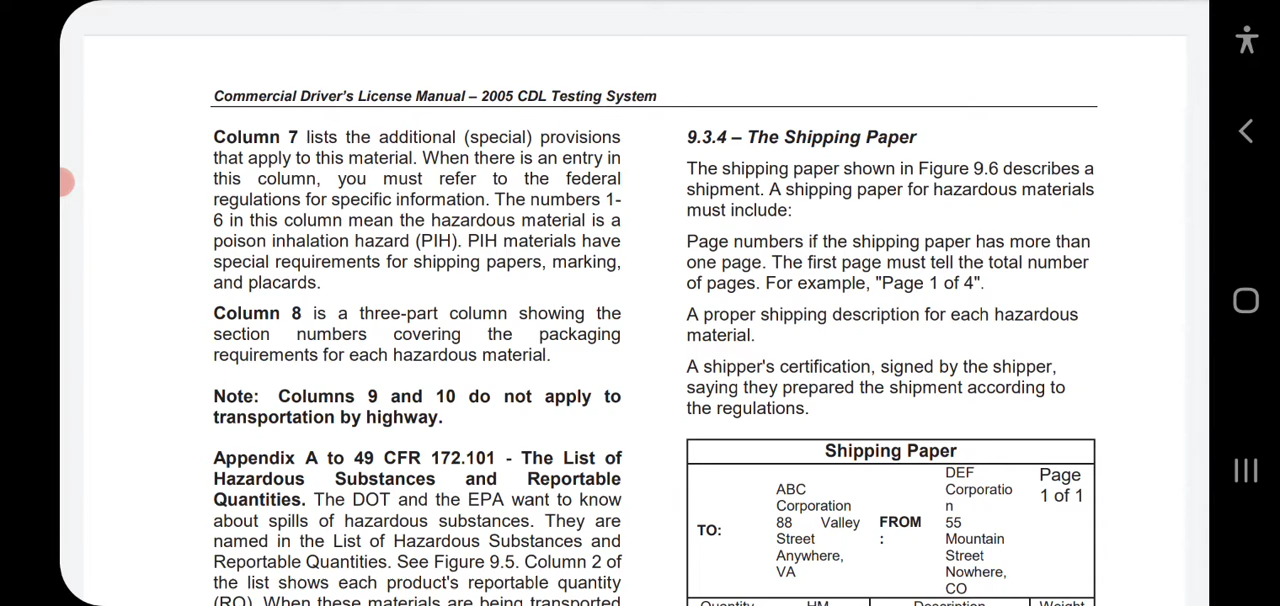 Commercial Driver's License Manual – 2005 CDL Testing System
Column 7 lists the additional (special) provisions
that apply to this material. When there is an entry in
this column, you must refer to the federal
regulations for specific information. The numbers 1-
6 in this column mean the hazardous material is a
poison inhalation hazard (PIH). PIH materials have
special requirements for shipping papers, marking,
and placards.
Column 8 is a three-part column showing the
section numbers covering the packaging
requirements for each hazardous material.
Note: Columns 9 and 10 do not apply to
transportation by highway.
Appendix A to 49 CFR 172.101 - The List of
Hazardous Substances and Reportable
Quantities. The DOT and the EPA want to know
about spills of hazardous substances. They are
named in the List of Hazardous Substances and
Reportable Quantities. See Figure 9.5. Column 2 of
the list shows each product's reportable quantity
(RQ). When these materials are being transported
9.3.4 – The Shipping Paper
The shipping paper shown in Figure 9.6 describes a
shipment. A shipping paper for hazardous materials
must include:
Page numbers if the shipping paper has more than
one page. The first page must tell the total number
of pages. For example, "Page 1 of 4".
A proper shipping description for each hazardous
material.
A shipper's certification, signed by the shipper,
saying they prepared the shipment according to
the regulations.
Shipping Paper
TO:
ABC
Corporation
88 Valley
Street
Anywhere,
VA
FROM
:
DEF
Corporatio
n
55
Mountain
Street
Nowhere,
CO
Page
1 of 1
Quantity HM Description Weight